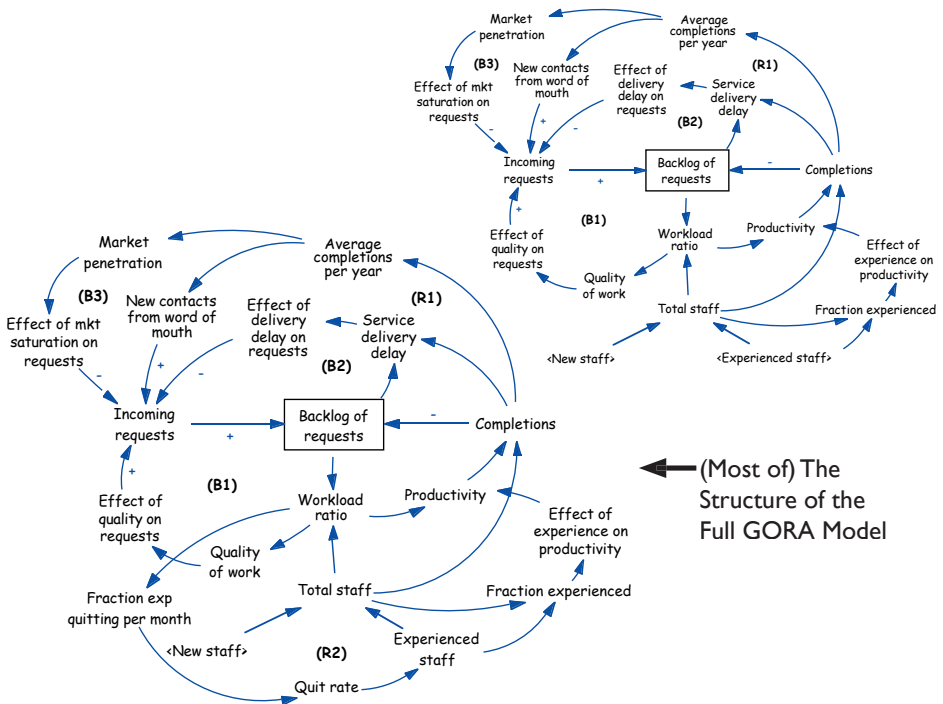 Market
penetration
Average
completions
per year
(B3)
New contacts
from word of
mouth
Effect of
delivery
delay on
requests
(R1)
Service
delivery
delay
Effect of mkt
saturation on
requests
(B2)
-
+
-
Incoming
requests
+
Backlog of
requests
-
Completions
+
(B1)
Effect of
quality on
requests
Workload
ratio
Productivity
Effect of
experience on
productivity
Quality
of work
Total staff
Fraction experienced
<New staff>
<Experienced staff>
Market
penetration
Average
completions
per year
(B3)
New contacts
from word of
mouth
Effect of
delivery
delay on
requests
(R1)
Service
delivery
delay
Effect of mkt
saturation on
requests
(B2)
-
+
-
Incoming
requests
+
Backlog of
requests
-
Completions
+
(B1)
Effect of
quality on
requests
Workload
ratio
Productivity
Effect of
experience on
productivity
Quality
of work
Fraction exp
quitting per month
Total staff
Fraction experienced
<New staff>
(R2)
Experienced
staff
Quit rate
(Most of) The
Structure of the
Full GORA Model